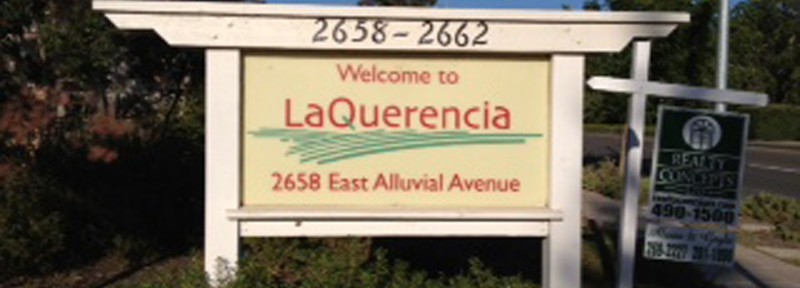 2658-2662
Welcome to
LaQuerencia
2658 East Alluvial Avenue
REALTY
CONCEPTS
490-1500